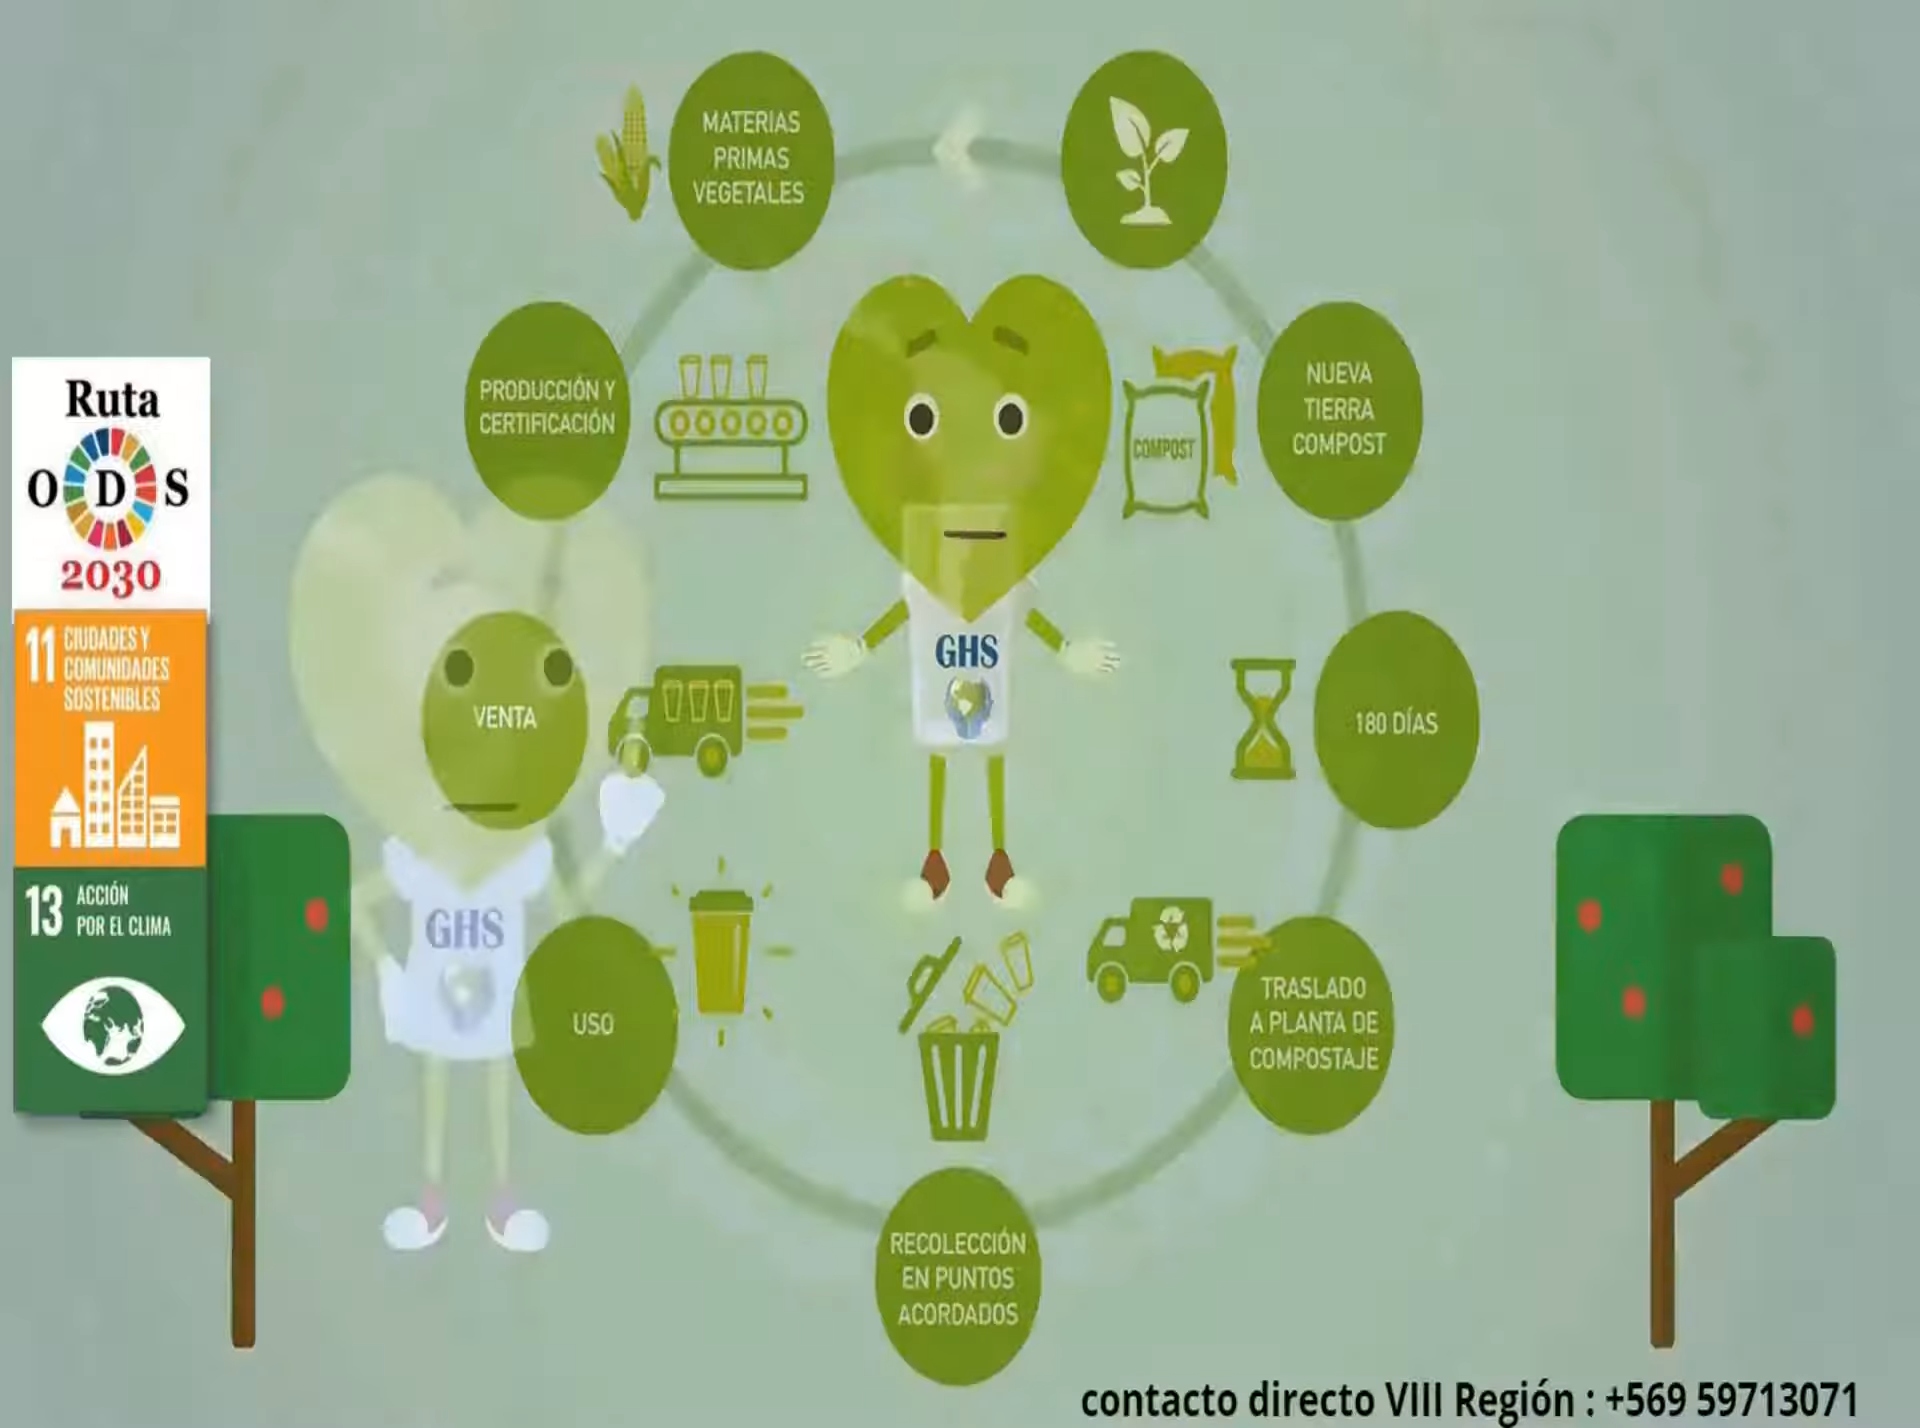 MATERIAS
PRIMAS
VEGETALES
PRODUCCIÓN Y
CERTIFICACIÓN
NUEVA
TIERRA
COMPOST
COMPOST
Ruta
O D S
2030
11 CIUDADES Y
COMUNIDADES
SOSTENIBLES
13 ACCIÓN
POR EL CLIMA
GHS
VENTA
180 DÍAS
GHS
USO
TRASLADO
A PLANTA DE
COMPOSTAJE
RECOLECCIÓN
EN PUNTOS
ACORDADOS
contacto directo VIII Región : +569 59713071